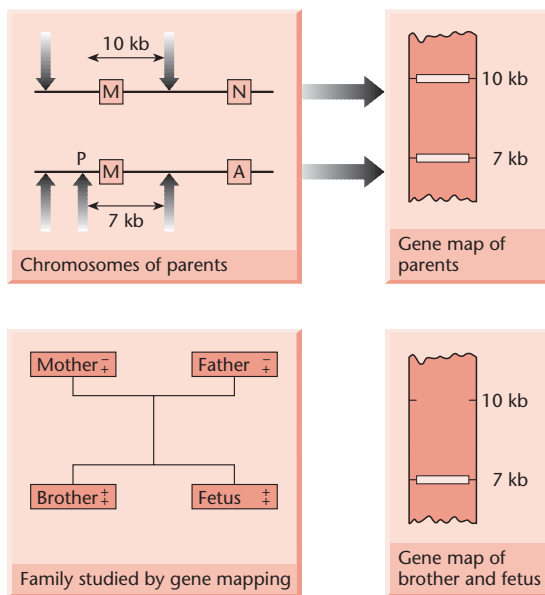 10 kb
M
N
P
M
A
7 kb
Chromosomes of parents
10 kb
7 kb
Gene map of
parents
Mother - +
Father - +
Brother + +
Fetus + +
Family studied by gene mapping
10 kb
7 kb
Gene map of
brother and fetus